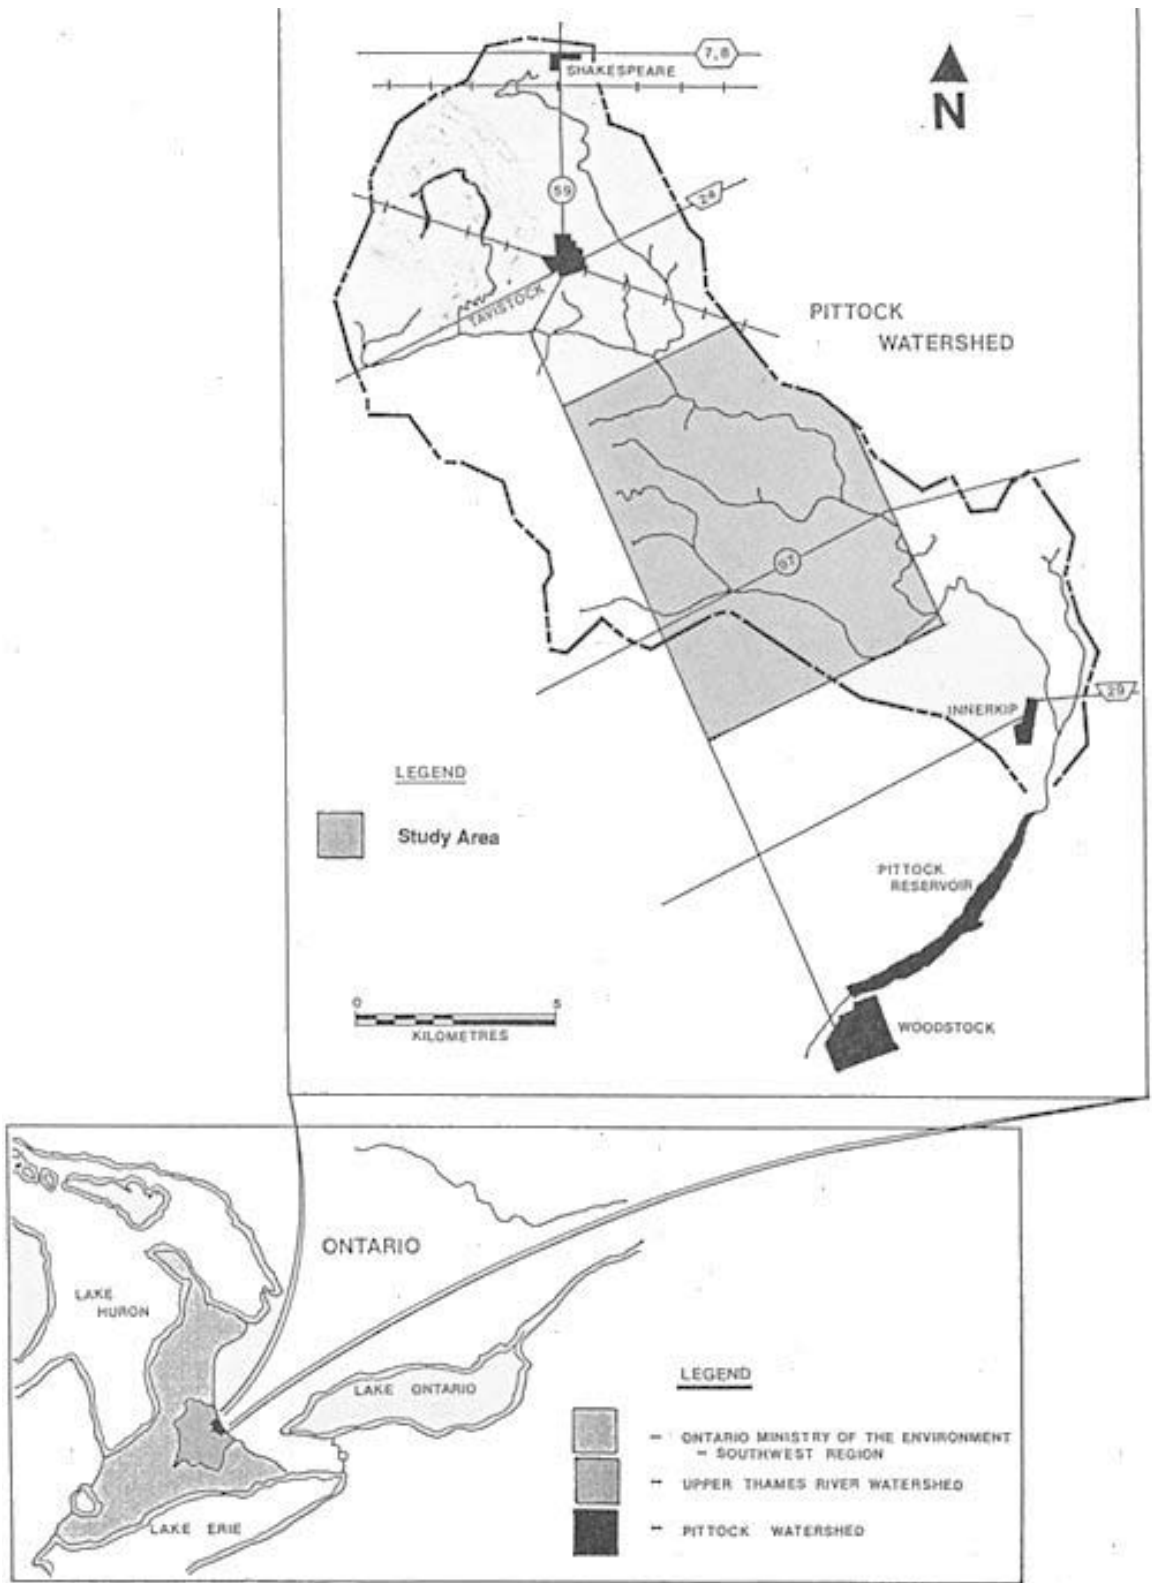 7,8
SHAKESPEARE
N
59
24
TAVISTOCK
PITTOCK
WATERSHED
97
INNERKIP
29
LEGEND
Study Area
PITTOCK
RESERVOIR
0 5
KILOMETRES
WOODSTOCK
ONTARIO
LAKE
HURON
LAKE ONTARIO
LAKE ERIE
LEGEND
- ONTARIO MINISTRY OF THE ENVIRONMENT
- SOUTHWEST REGION
- UPPER THAMES RIVER WATERSHED
- PITTOCK WATERSHED